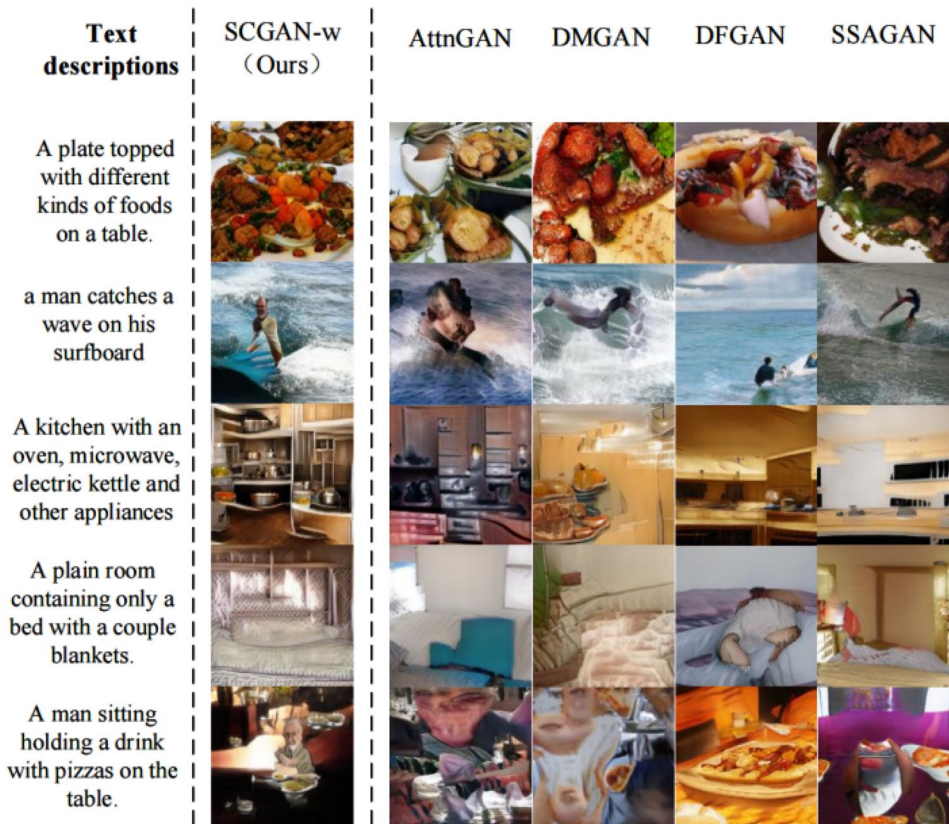 Text
descriptions
SCGAN-w
（Ours）
AttnGAN
DMGAN
DFGAN
SSAGAN
A plate topped
with different
kinds of foods
on a table.
a man catches a
wave on his
surfboard
A kitchen with an
oven, microwave,
electric kettle and
other appliances
A plain room
containing only a
bed with a couple
blankets.
A man sitting
holding a drink
with pizzas on the
table.